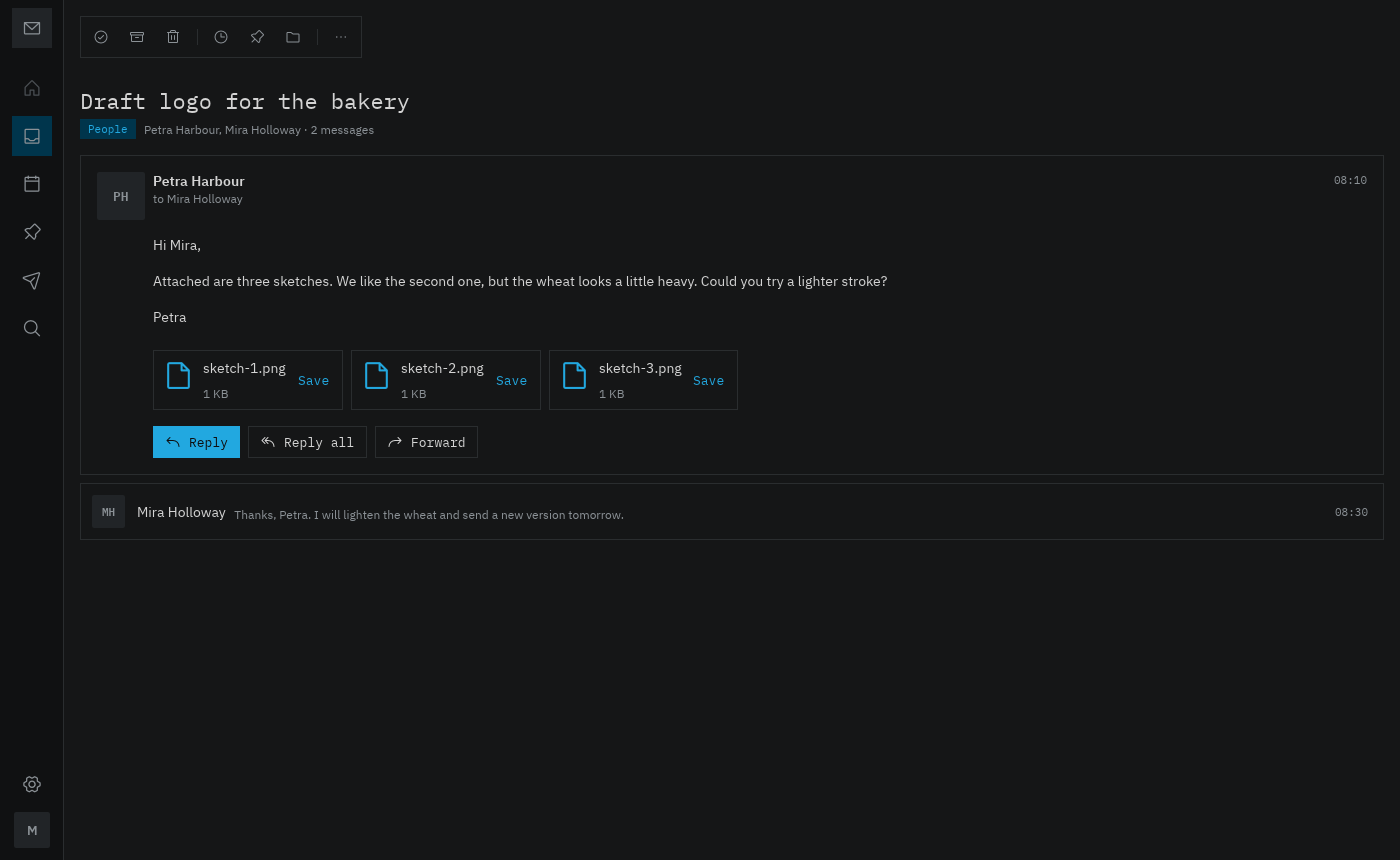 Draft logo for the bakery
People Petra Harbour, Mira Holloway · 2 messages
PH Petra Harbour 08:10
to Mira Holloway
Hi Mira,
Attached are three sketches. We like the second one, but the wheat looks a little heavy. Could you try a lighter stroke?
Petra
sketch-1.png 1 KB Save
sketch-2.png 1 KB Save
sketch-3.png 1 KB Save
Reply Reply all Forward
MH Mira Holloway Thanks, Petra. I will lighten the wheat and send a new version tomorrow. 08:30
M